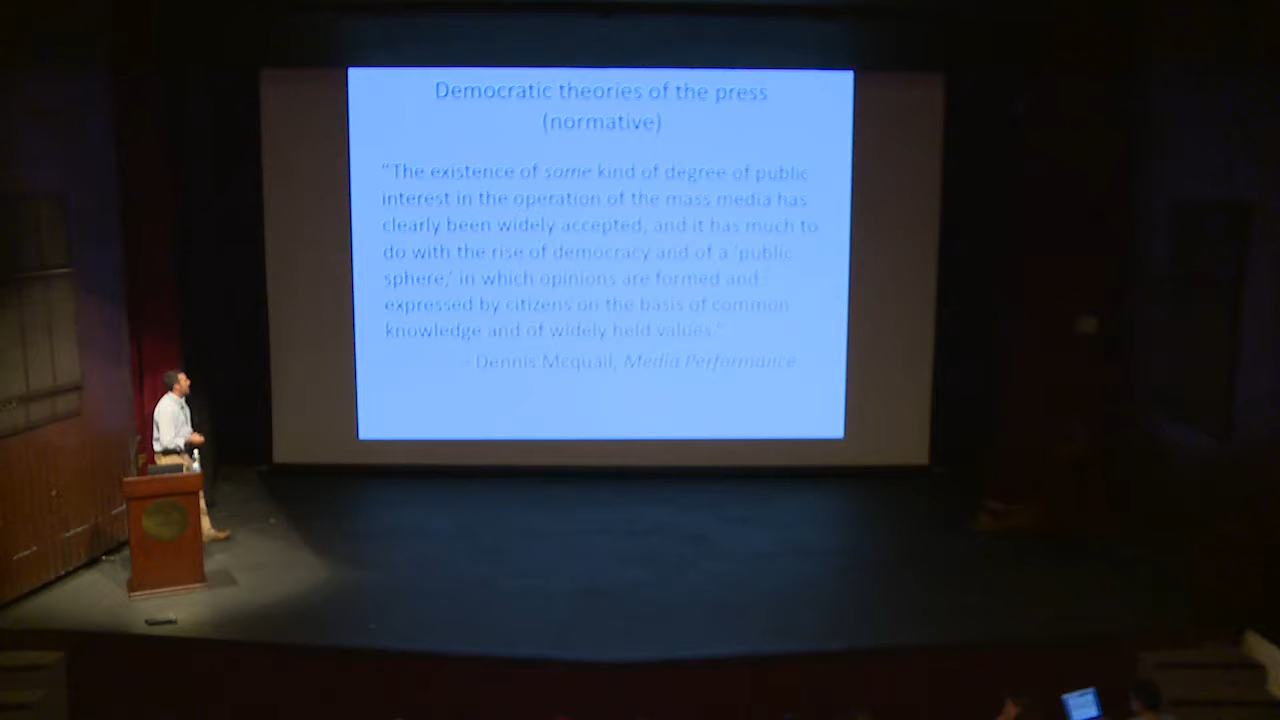 Democratic theories of the press
(normative)
“The existence of some kind of degree of public
interest in the operation of the mass media has
clearly been widely accepted, and it has much to
do with the rise of democracy and of a ‘public
sphere,’ in which opinions are formed and
expressed by citizens on the basis of common
knowledge and of widely held values.”
- Dennis Mcquail, Media Performance